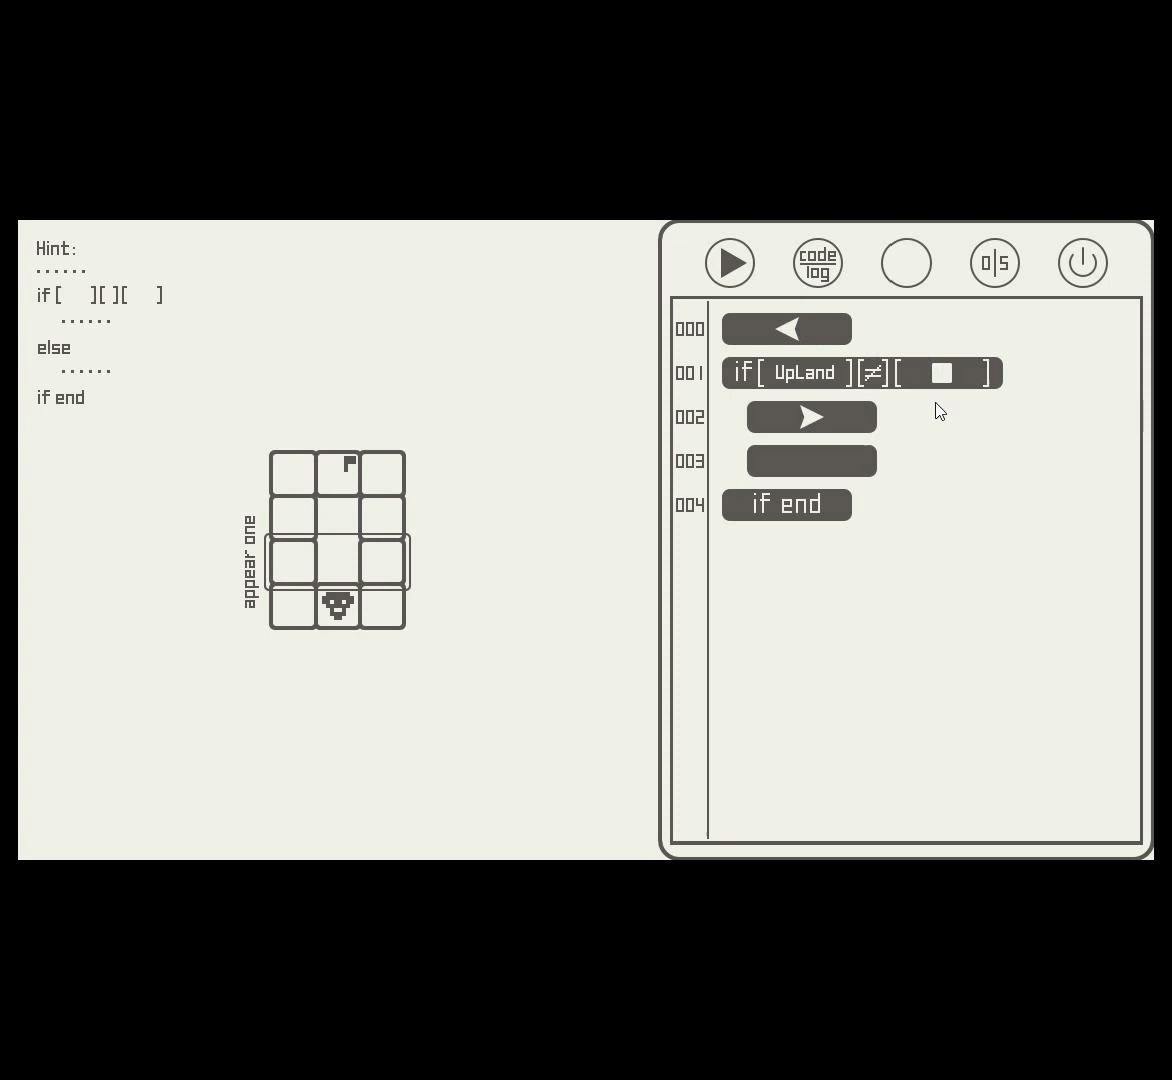 Hint:
......
if [ ][ ][ ]
......
else
......
if end
appear one
code
log
0|S
000
001 if [ UpLand ][≠][ ]
002
003
004 if end